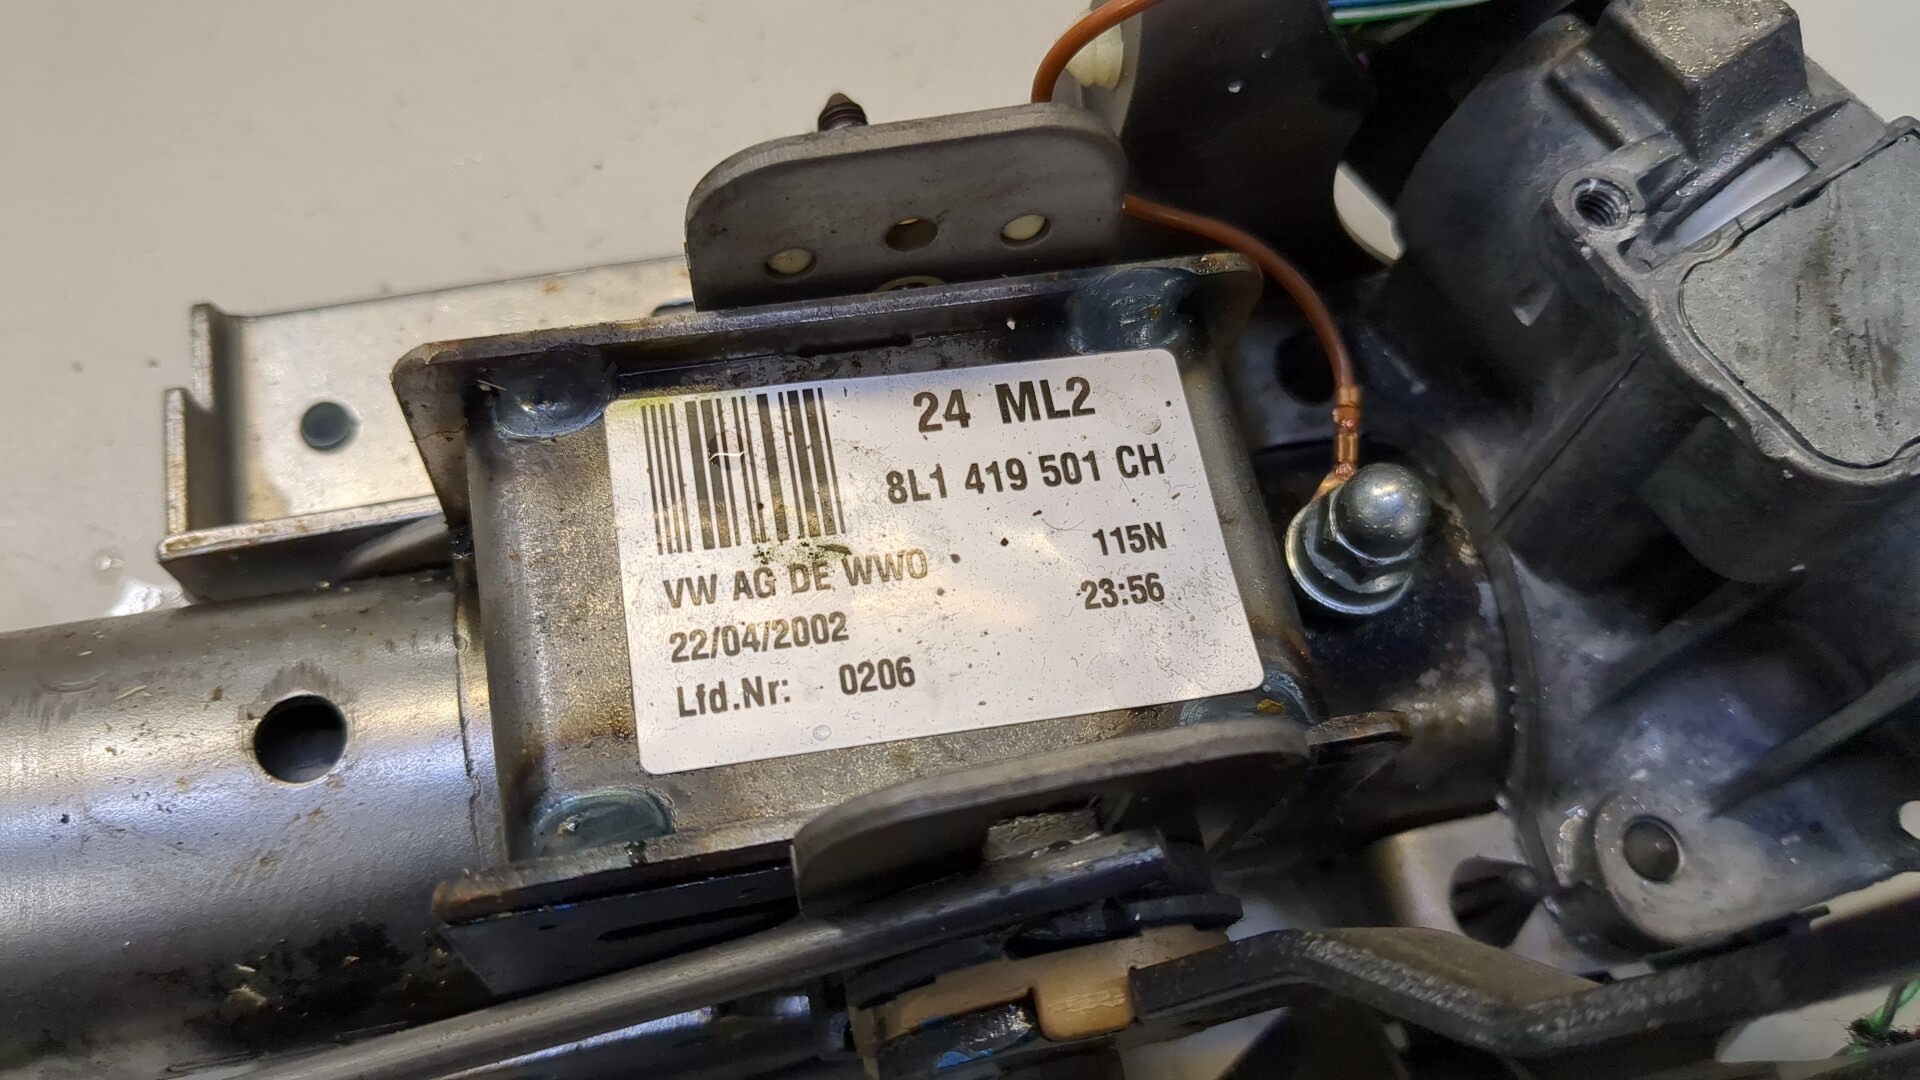 24 ML2
8L1 419 501 CH
115N
VW AG DE WWO
23:56
22/04/2002
Lfd.Nr: 0206